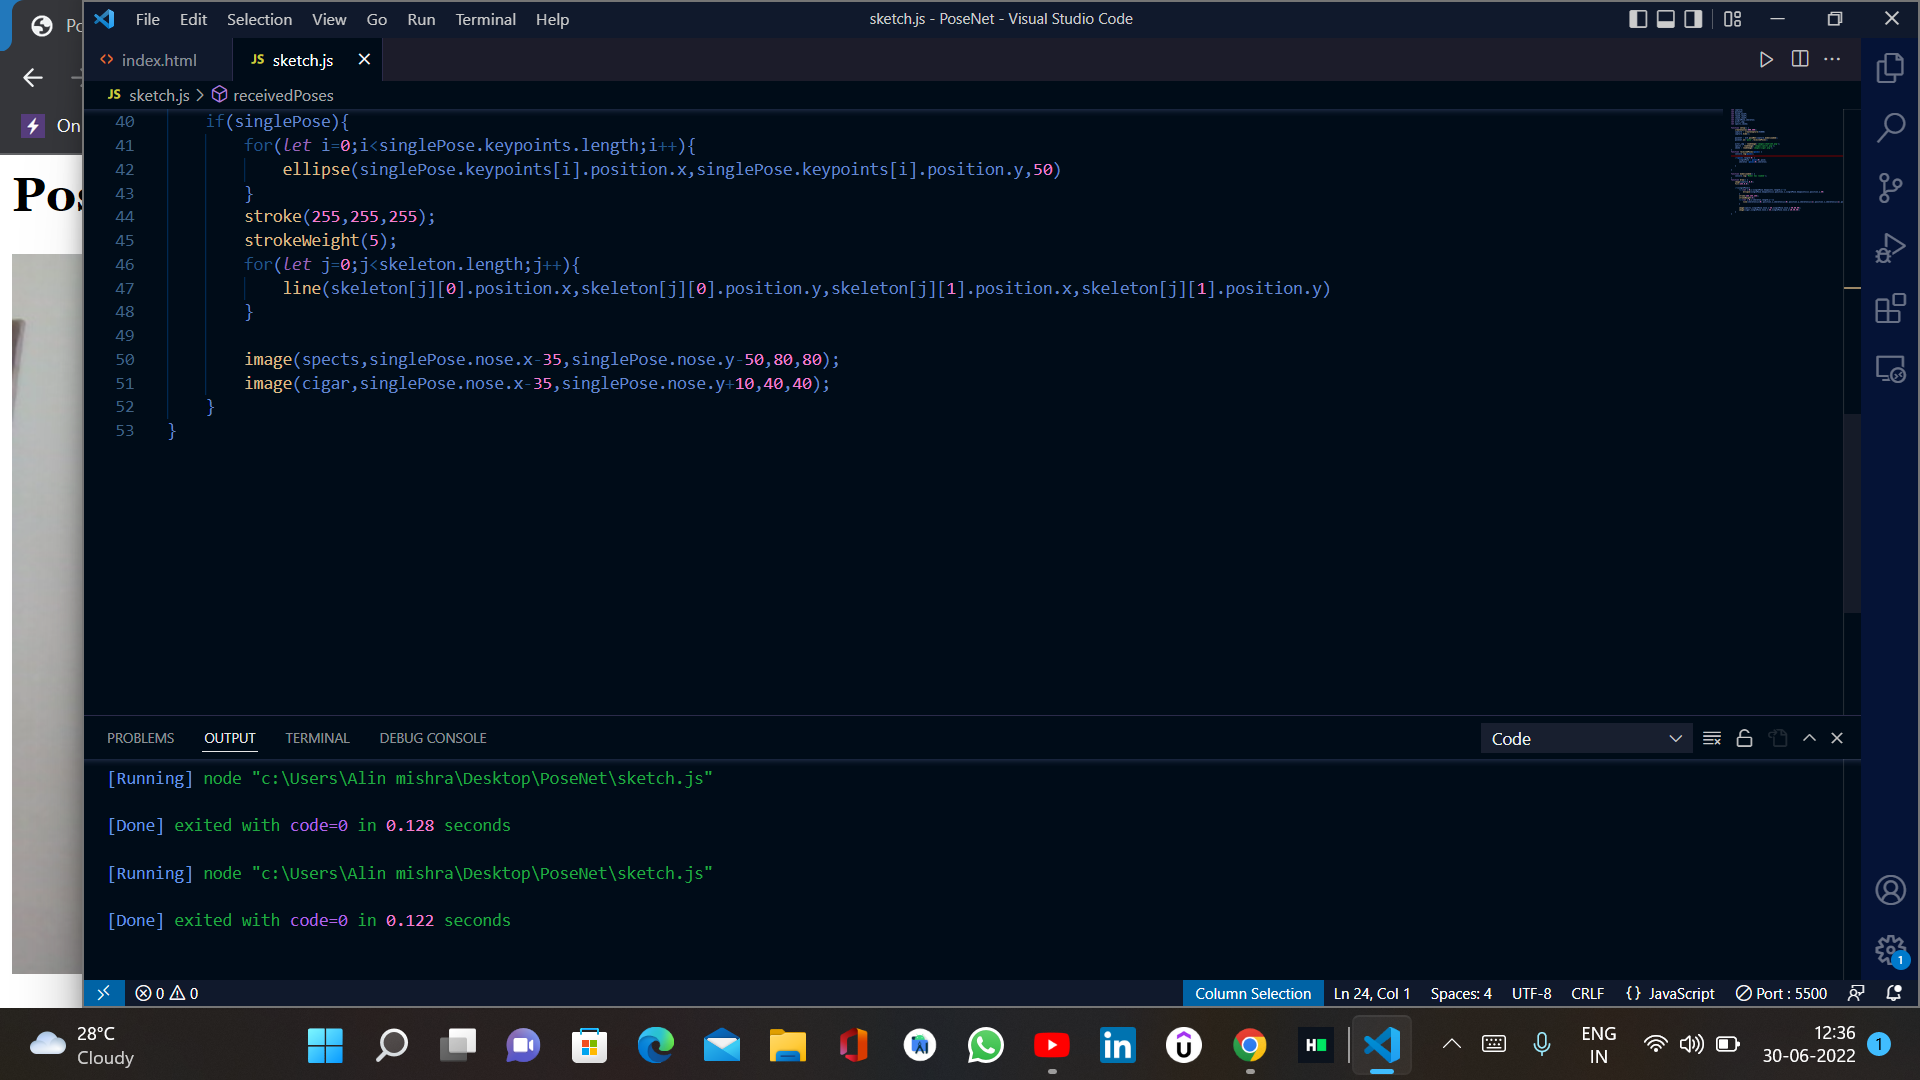 File Edit Selection View Go Run Terminal Help
sketch.js - PoseNet - Visual Studio Code
index.html
JS sketch.js
JS sketch.js > receivedPoses
On
Pos
40 if(singlePose){
41 for(let i=0;i<singlePose.keypoints.length;i++){
42 ellipse(singlePose.keypoints[i].position.x,singlePose.keypoints[i].position.y,50)
43 }
44 stroke(255,255,255);
45 strokeWeight(5);
46 for(let j=0;j<skeleton.length;j++){
47 line(skeleton[j][0].position.x,skeleton[j][0].position.y,skeleton[j][1].position.x,skeleton[j][1].position.y)
48 }
49
50 image(spects,singlePose.nose.x-35,singlePose.nose.y-50,80,80);
51 image(cigar,singlePose.nose.x-35,singlePose.nose.y+10,40,40);
52 }
53 }
PROBLEMS OUTPUT TERMINAL DEBUG CONSOLE
Code
[Running] node "c:\Users\Alin mishra\Desktop\PoseNet\sketch.js"
[Done] exited with code=0 in 0.128 seconds
[Running] node "c:\Users\Alin mishra\Desktop\PoseNet\sketch.js"
[Done] exited with code=0 in 0.122 seconds
1
0 0
Column Selection Ln 24, Col 1 Spaces: 4 UTF-8 CRLF {} JavaScript Port : 5500
28°C
Cloudy
in
H
ENG
IN
12:36
30-06-2022
1